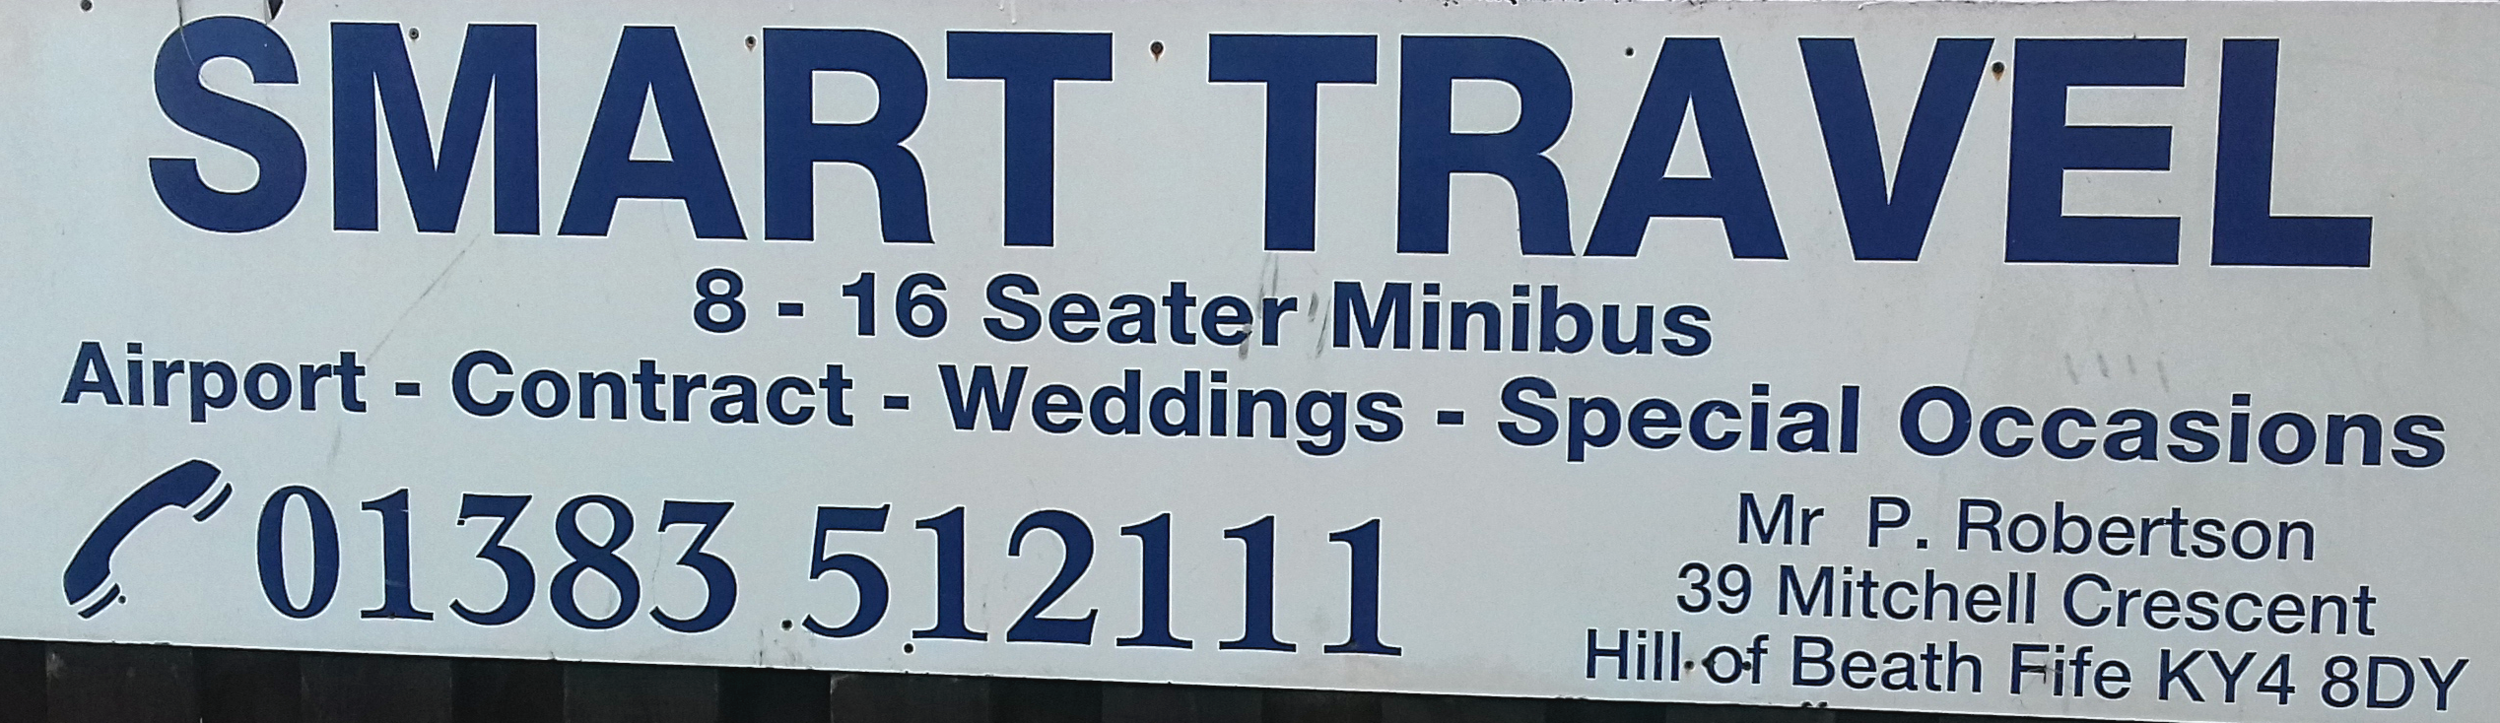 SMART TRAVEL
8 - 16 Seater Minibus
Airport - Contract - Weddings - Special Occasions
01383 512111
Mr P. Robertson
39 Mitchell Crescent
Hill of Beath Fife KY4 8DY